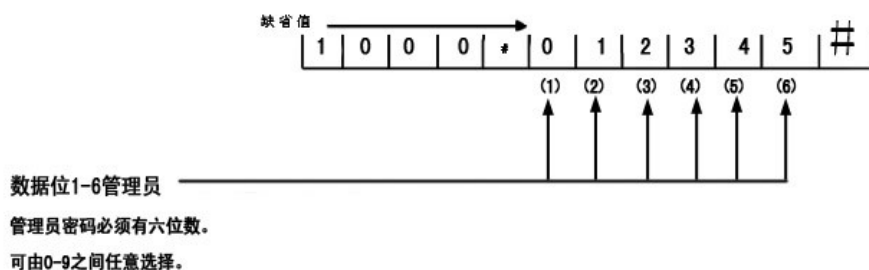 缺省值
1 0 0 0 # 0 1 2 3 4 5 #
(1) (2) (3) (4) (5) (6)
数据位1-6管理员
管理员密码必须有六位数。
可由0-9之间任意选择。